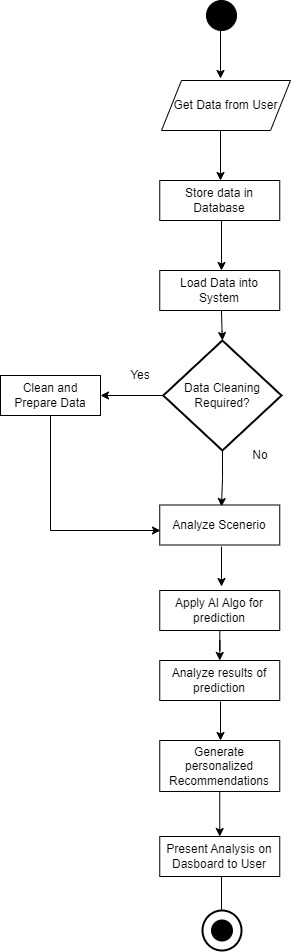 Get Data from User
Store data in
Database
Load Data into
System
Data Cleaning
Required?
Yes
Clean and
Prepare Data
No
Analyze Scenerio
Apply AI Algo for
prediction
Analyze results of
prediction
Generate
personalized
Recommendations
Present Analysis on
Dasboard to User